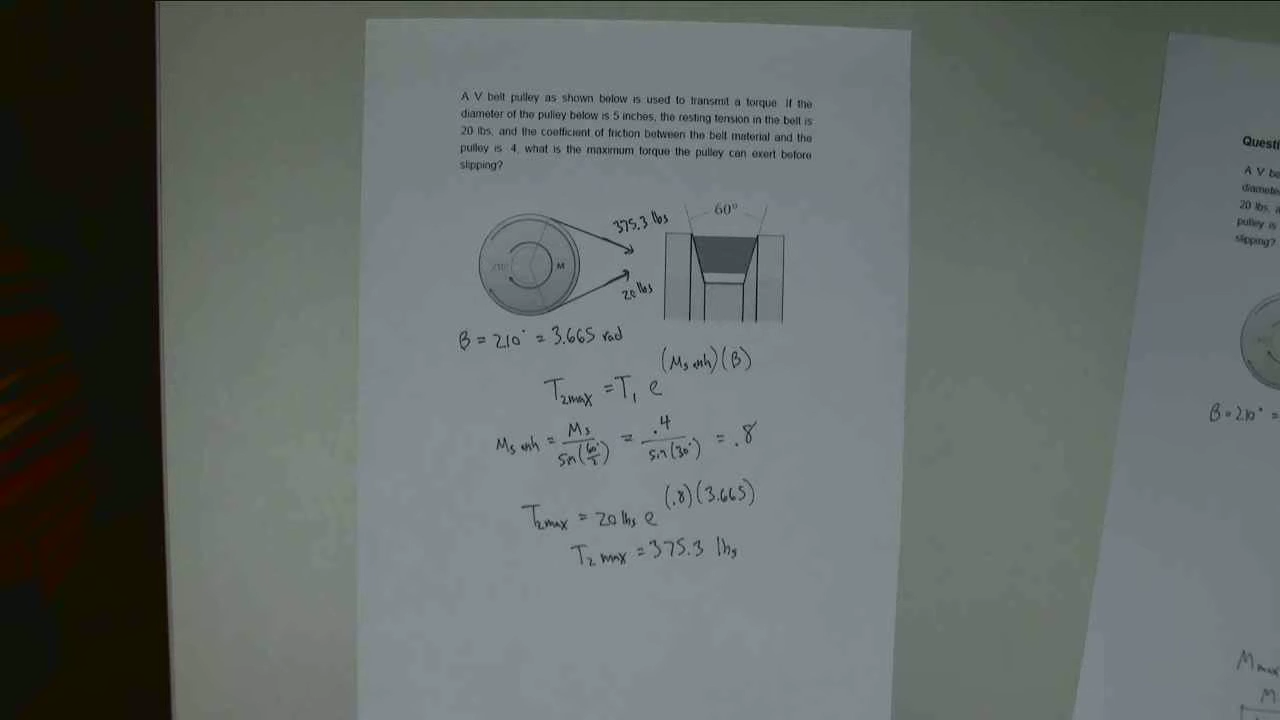 A V belt pulley as shown below is used to transmit a torque. If the
diameter of the pulley below is 5 inches, the resting tension in the belt is
20 lbs, and the coefficient of friction between the belt material and the
pulley is .4, what is the maximum torque the pulley can exert before
slipping?
60°
375.3 lbs
M
20 lbs
B = 210° = 3.665 rad
T2max = T1 e^(Ms enh)(B)
Ms enh = Ms / sin(60°/2) = .4 / sin(30°) = .8
T2max = 20 lbs e^(.8)(3.665)
T2 max = 375.3 lbs
A V be
20 lbs, a
pulley is
slipping?
B = 210° =
Mmax
M